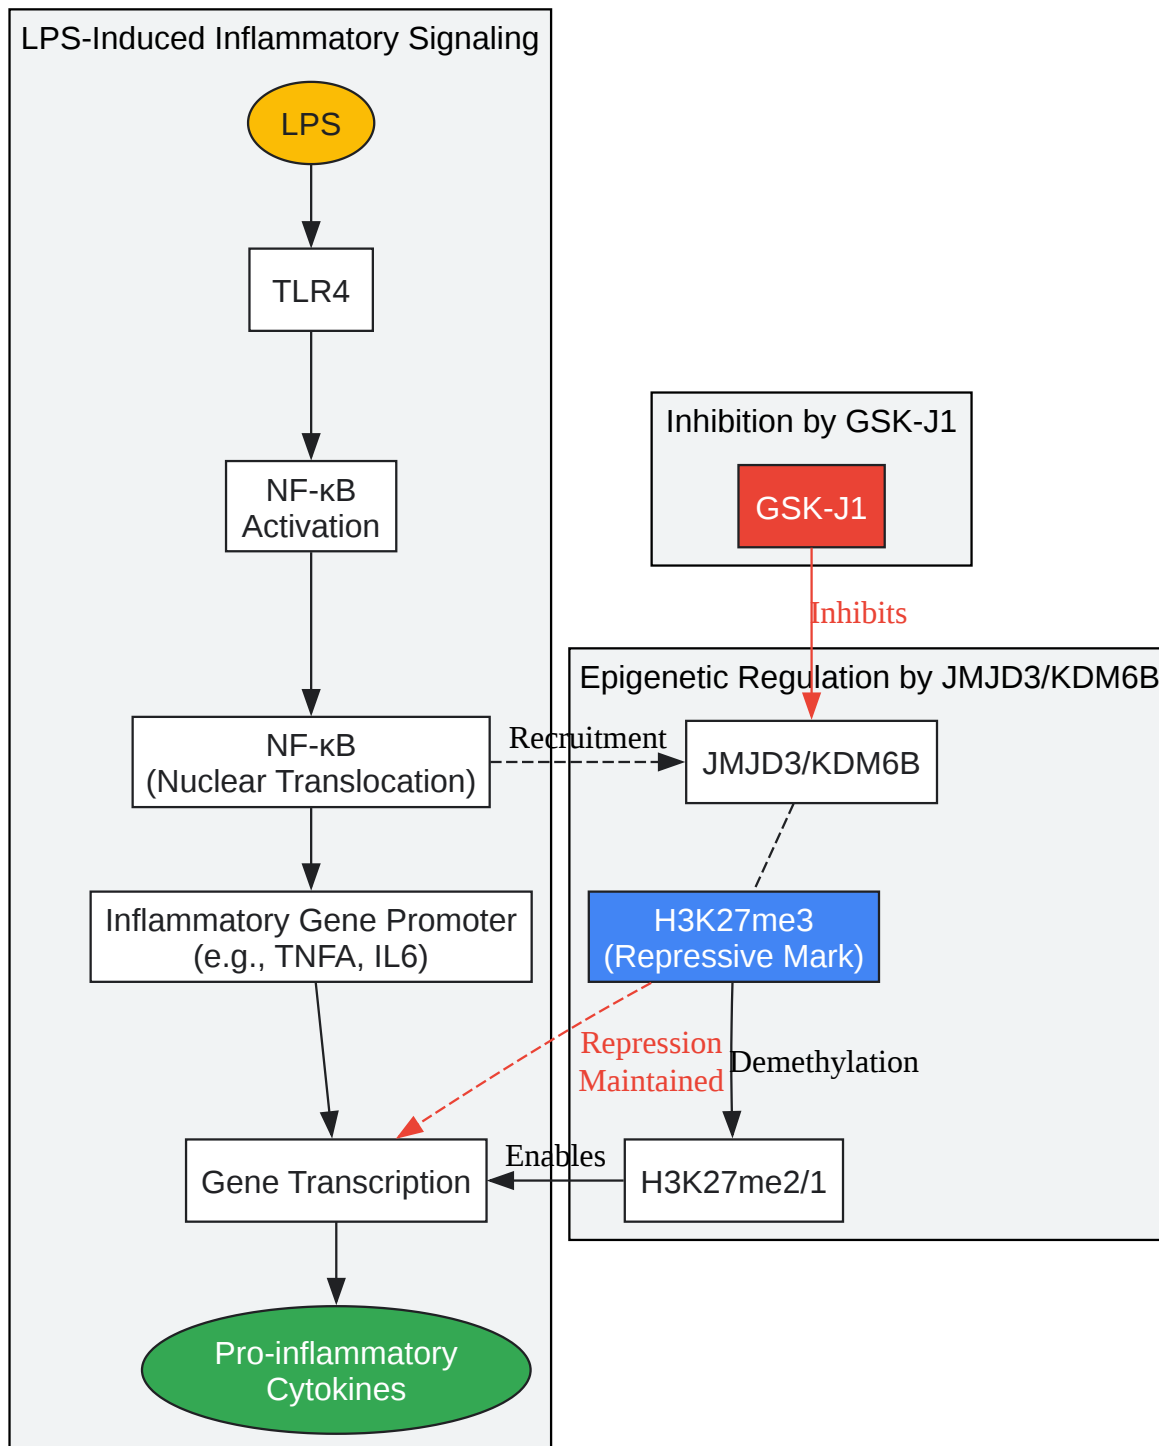 LPS-Induced Inflammatory Signaling
LPS
TLR4
Inhibition by GSK-J1
NF-κB
Activation
GSK-J1
Inhibits
Epigenetic Regulation by JMJD3/KDM6B
NF-κB
(Nuclear Translocation)
Recruitment
JMJD3/KDM6B
Inflammatory Gene Promoter
(e.g., TNFA, IL6)
H3K27me3
(Repressive Mark)
Repression
Maintained
Demethylation
Gene Transcription
Enables
H3K27me2/1
Pro-inflammatory
Cytokines